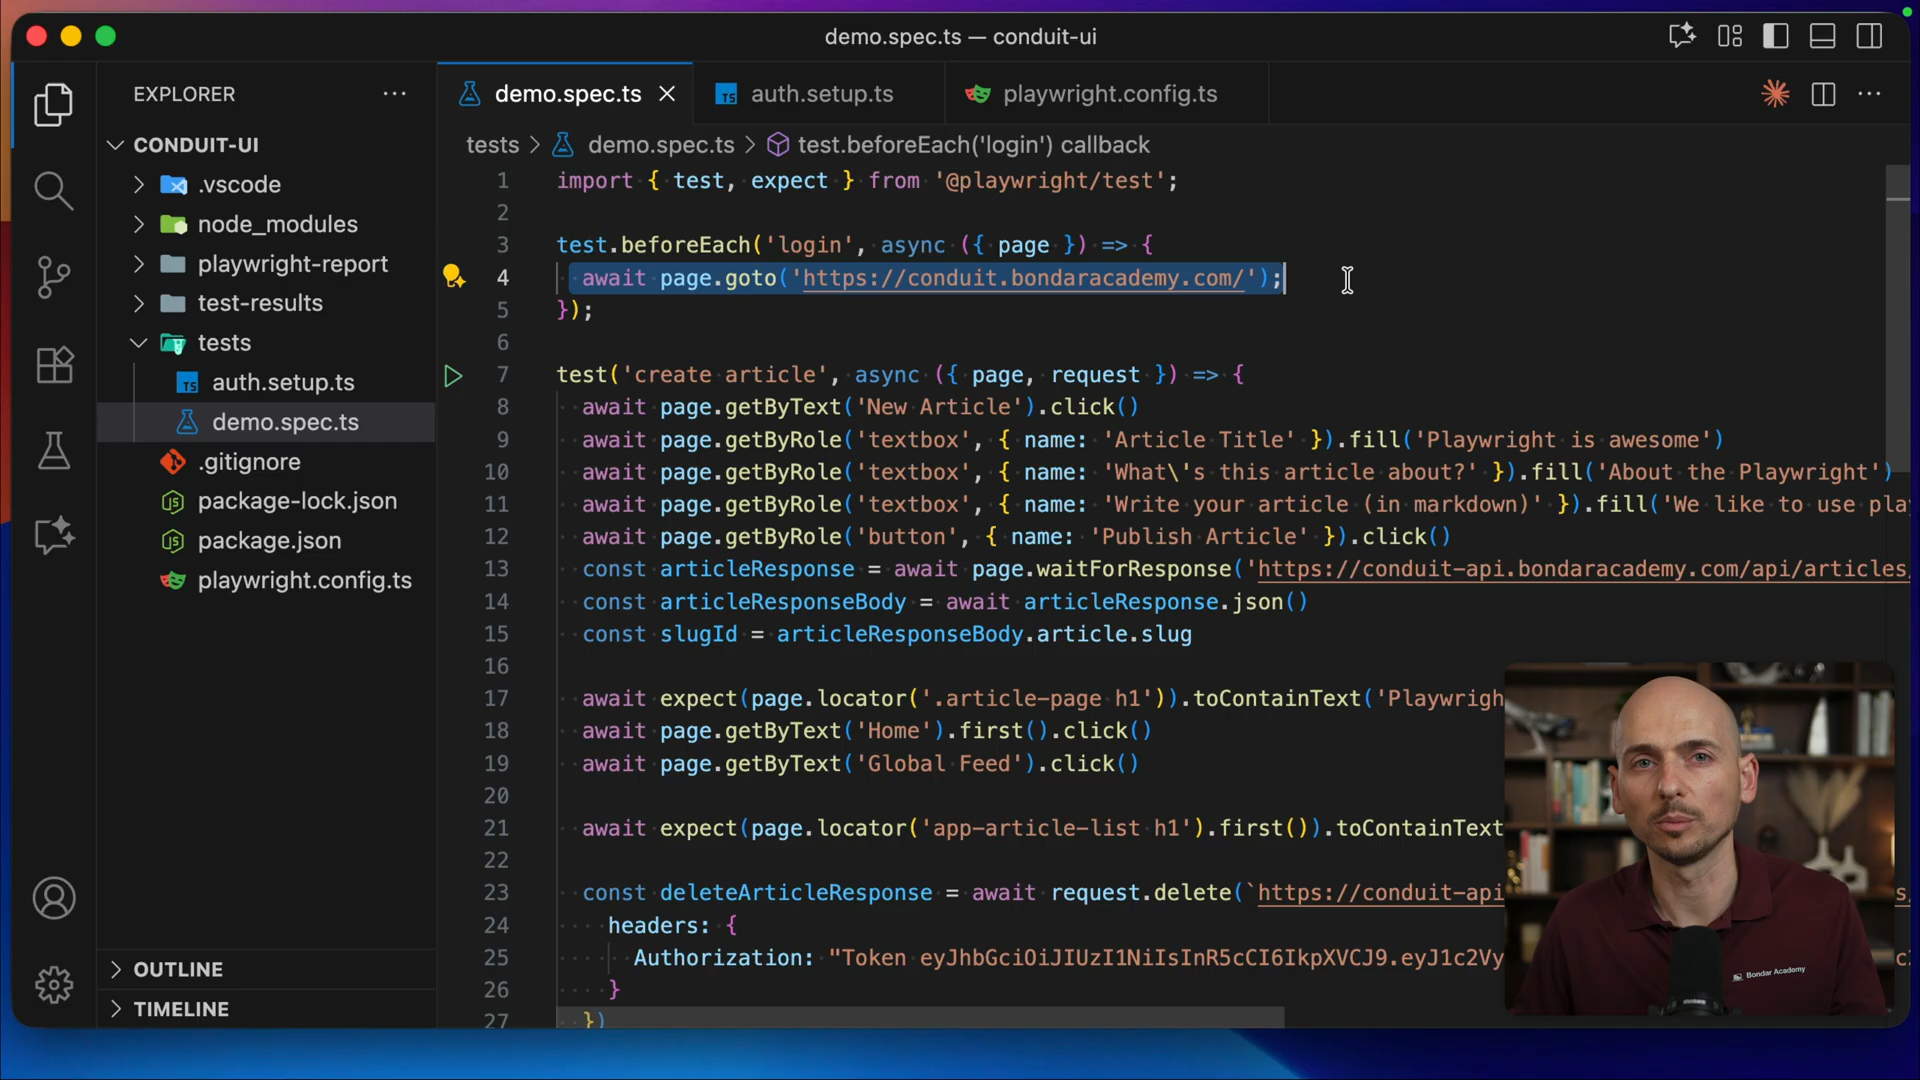 demo.spec.ts — conduit-ui
EXPLORER
CONDUIT-UI
.vscode
node_modules
playwright-report
test-results
tests
auth.setup.ts
demo.spec.ts
.gitignore
package-lock.json
package.json
playwright.config.ts
OUTLINE
TIMELINE
demo.spec.ts
auth.setup.ts
playwright.config.ts
tests > demo.spec.ts > test.beforeEach('login') callback
1 import { test, expect } from '@playwright/test';
2
3 test.beforeEach('login', async ({ page }) => {
4 await page.goto('https://conduit.bondaracademy.com/');
5 });
6
7 test('create article', async ({ page, request }) => {
8 await page.getByText('New Article').click()
9 await page.getByRole('textbox', { name: 'Article Title' }).fill('Playwright is awesome')
10 await page.getByRole('textbox', { name: 'What\'s this article about?' }).fill('About the Playwright')
11 await page.getByRole('textbox', { name: 'Write your article (in markdown)' }).fill('We like to use pla
12 await page.getByRole('button', { name: 'Publish Article' }).click()
13 const articleResponse = await page.waitForResponse('https://conduit-api.bondaracademy.com/api/articles/
14 const articleResponseBody = await articleResponse.json()
15 const slugId = articleResponseBody.article.slug
16
17 await expect(page.locator('.article-page h1')).toContainText('Playwrigh
18 await page.getByText('Home').first().click()
19 await page.getByText('Global Feed').click()
20
21 await expect(page.locator('app-article-list h1').first()).toContainText
22
23 const deleteArticleResponse = await request.delete(`https://conduit-api
24 headers: {
25 Authorization: "Token eyJhbGciOiJIUzI1NiIsInR5cCI6IkpXVCJ9.eyJ1c2Vy
26 }
27 })
Bondar Academy